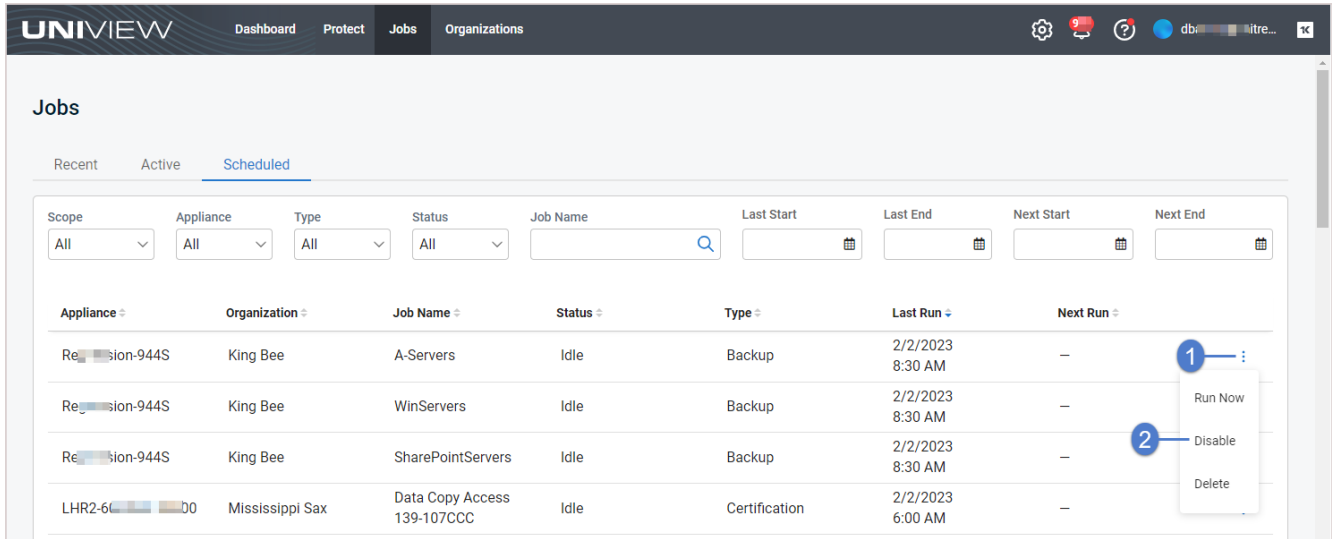 UNIVIEW Dashboard Protect Jobs Organizations 9
Jobs
Recent Active Scheduled
Scope Appliance Type Status Job Name Last Start Last End Next Start Next End
All All All All
Appliance Organization Job Name Status Type Last Run Next Run
King Bee A-Servers Idle Backup 2/2/2023 8:30 AM — 1
Run Now
King Bee WinServers Idle Backup 2/2/2023 8:30 AM —
2 Disable
King Bee SharePointServers Idle Backup 2/2/2023 8:30 AM —
Delete
Mississippi Sax Data Copy Access 139-107CCC Idle Certification 2/2/2023 6:00 AM —